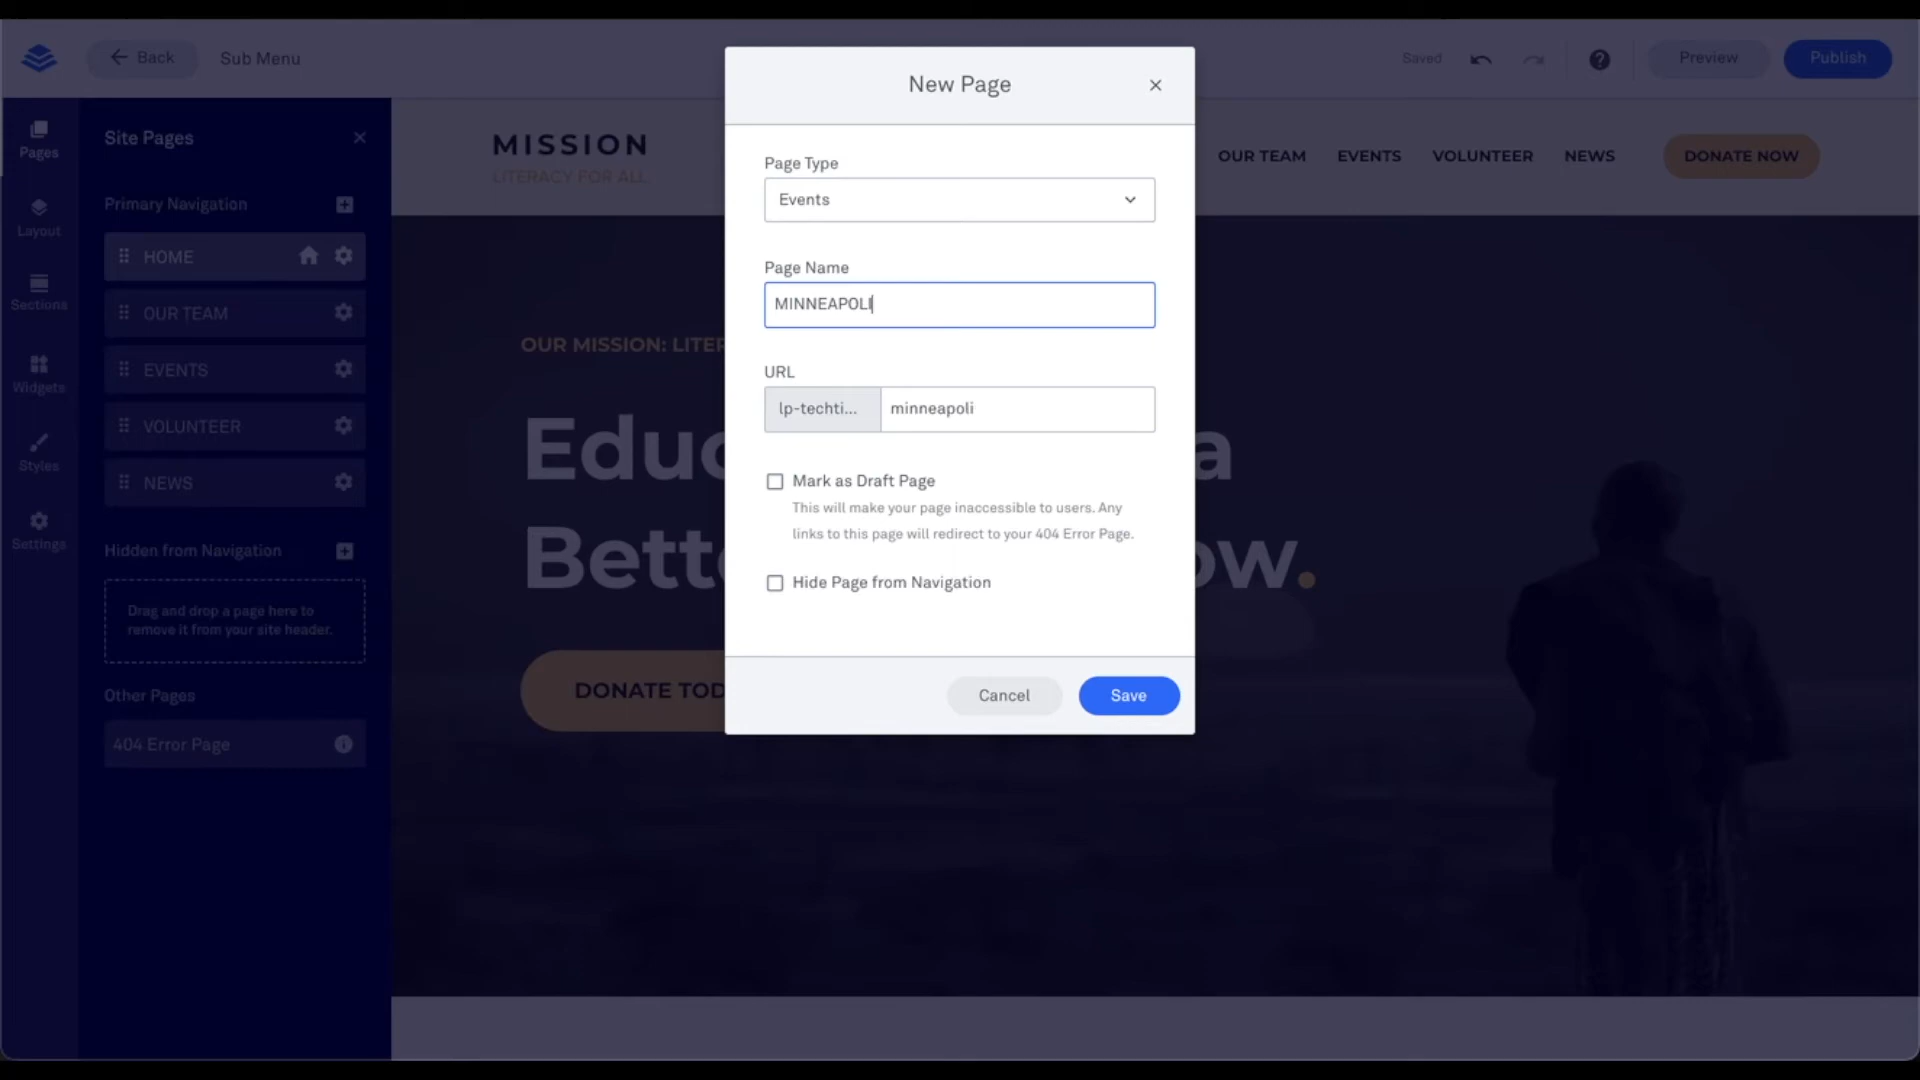 Back
Sub Menu
Saved
Preview
Publish
New Page
Pages
Layout
Sections
Widgets
Styles
Settings
Site Pages
Primary Navigation
HOME
OUR TEAM
EVENTS
VOLUNTEER
NEWS
Hidden from Navigation
Drag and drop a page here to
remove it from your site header.
Other Pages
404 Error Page
MISSION
LITERACY FOR ALL
OUR TEAM
EVENTS
VOLUNTEER
NEWS
DONATE NOW
OUR MISSION: LITER
Educ
a
Bett
ow.
DONATE TOD
Page Type
Events
Page Name
MINNEAPOLI
URL
lp-techti...
minneapoli
Mark as Draft Page
This will make your page inaccessible to users. Any
links to this page will redirect to your 404 Error Page.
Hide Page from Navigation
Cancel
Save